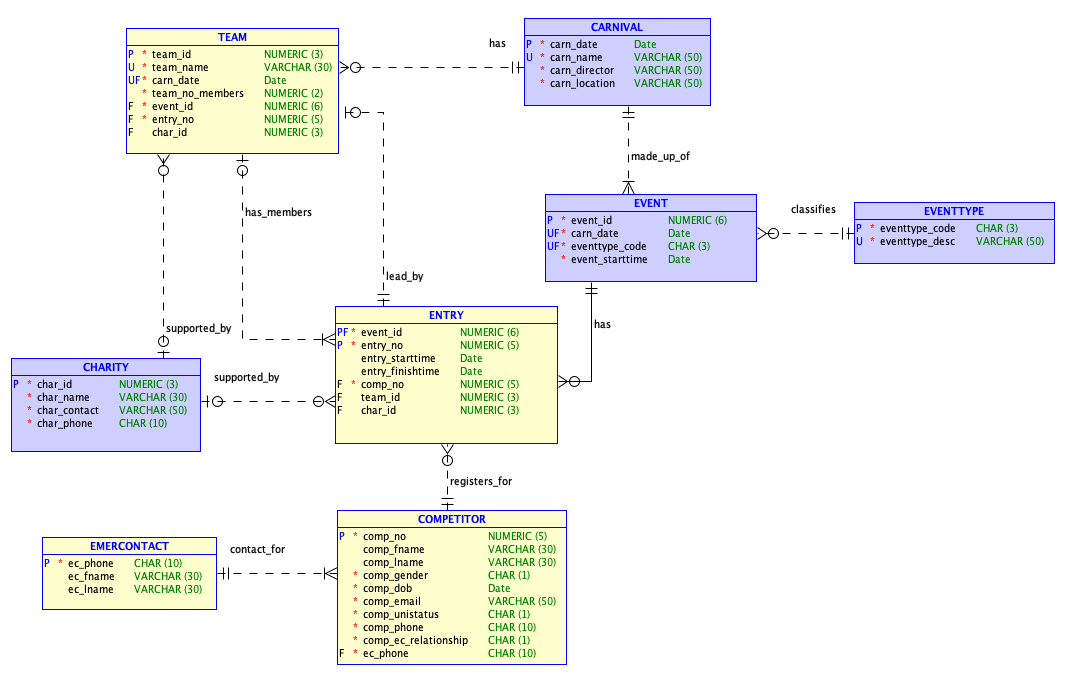 TEAM
P * team_id NUMERIC (3)
U * team_name VARCHAR (30)
UF* carn_date Date
* team_no_members NUMERIC (2)
F * event_id NUMERIC (6)
F * entry_no NUMERIC (5)
F char_id NUMERIC (3)
has
CARNIVAL
P * carn_date Date
U * carn_name VARCHAR (50)
* carn_director VARCHAR (50)
* carn_location VARCHAR (50)
made_up_of
EVENT
P * event_id NUMERIC (6)
UF* carn_date Date
UF* eventtype_code CHAR (3)
* event_starttime Date
classifies
EVENTTYPE
P * eventtype_code CHAR (3)
U * eventtype_desc VARCHAR (50)
has_members
lead_by
has
supported_by
ENTRY
PF * event_id NUMERIC (6)
P * entry_no NUMERIC (5)
entry_starttime Date
entry_finishtime Date
F * comp_no NUMERIC (5)
F team_id NUMERIC (3)
F char_id NUMERIC (3)
CHARITY
P * char_id NUMERIC (3)
* char_name VARCHAR (30)
* char_contact VARCHAR (50)
* char_phone CHAR (10)
supported_by
registers_for
COMPETITOR
P * comp_no NUMERIC (5)
comp_fname VARCHAR (30)
comp_lname VARCHAR (30)
* comp_gender CHAR (1)
* comp_dob Date
* comp_email VARCHAR (50)
* comp_unistatus CHAR (1)
* comp_phone CHAR (10)
* comp_ec_relationship CHAR (1)
F * ec_phone CHAR (10)
EMERCONTACT
P * ec_phone CHAR (10)
ec_fname VARCHAR (30)
ec_lname VARCHAR (30)
contact_for